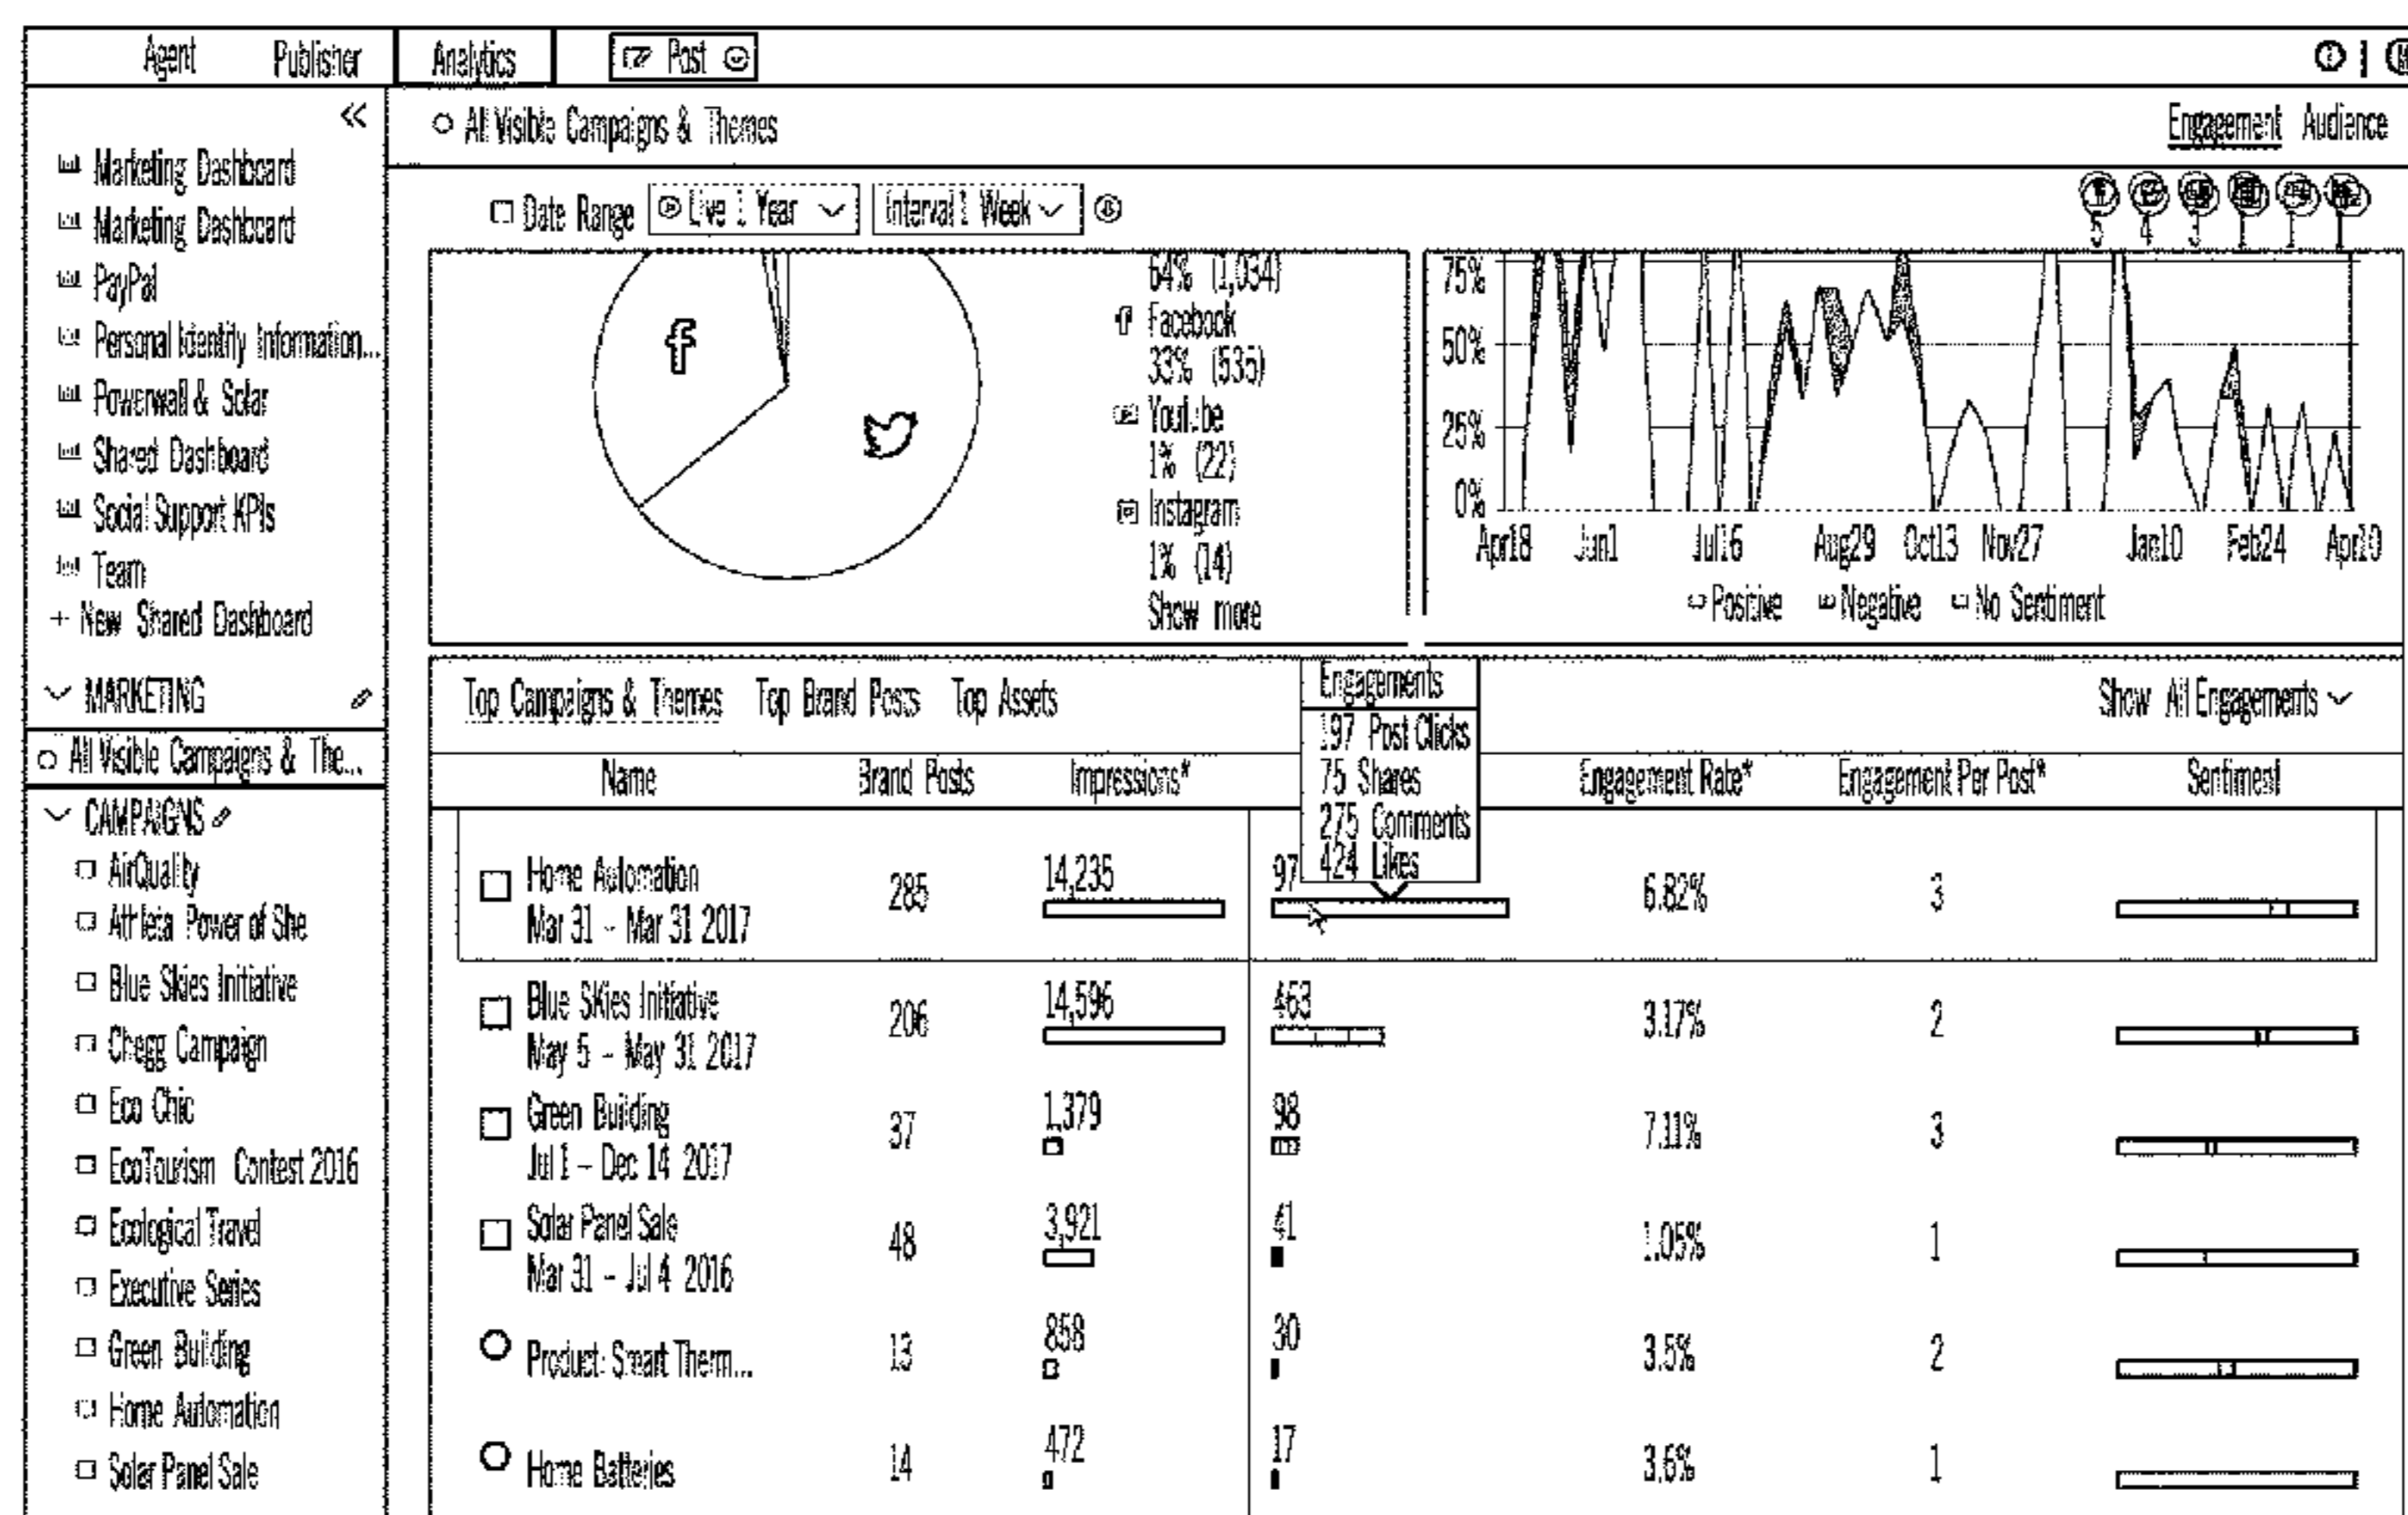 Agent Publisher Analytics Post
All Visible Campaigns & Themes
Engagement Audience
Marketing Dashboard
Marketing Dashboard
PayPal
Personal Identity Information...
Powerwall & Solar
Shared Dashboard
Social Support KPIs
Team
+ New Shared Dashboard
MARKETING
All Visible Campaigns & The...
CAMPAIGNS
AirQuality
Athleta Power of She
Blue Skies Initiative
Chegg Campaign
Eco Chic
EcoTourism Contest 2016
Ecological Travel
Executive Series
Green Building
Home Automation
Solar Panel Sale
Date Range Live 1 Year Interval 1 Week
5 4 3 1 1 1
64% (1,034)
Facebook
33% (535)
YouTube
1% (22)
Instagram
1% (14)
Show more
75%
50%
25%
0%
Apr18 Jun1 Jul16 Aug29 Oct13 Nov27 Jan10 Feb24 Apr10
Positive Negative No Sentiment
Top Campaigns & Themes Top Brand Posts Top Assets
Show All Engagements
Engagements
197 Post Clicks
75 Shares
275 Comments
424 Likes
Name Brand Posts Impressions* Engagement Rate* Engagement Per Post* Sentiment
Home Automation
Mar 31 - Mar 31 2017
285 14,235 97 6.82% 3
Blue Skies Initiative
May 5 - May 31 2017
206 14,596 463 3.17% 2
Green Building
Jul 1 - Dec 14 2017
37 1,379 98 7.11% 3
Solar Panel Sale
Mar 31 - Jul 4 2016
48 3,921 41 1.05% 1
Product: Smart Therm...
13 858 30 3.5% 2
Home Batteries
14 472 17 3.6% 1